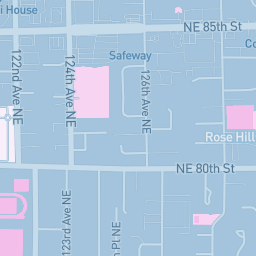 i House
NE 85th St
Safeway
Co
122nd Ave NE
124th Ave NE
126th Ave NE
Rose Hill
NE 80th St
123rd Ave NE
h Pl NE